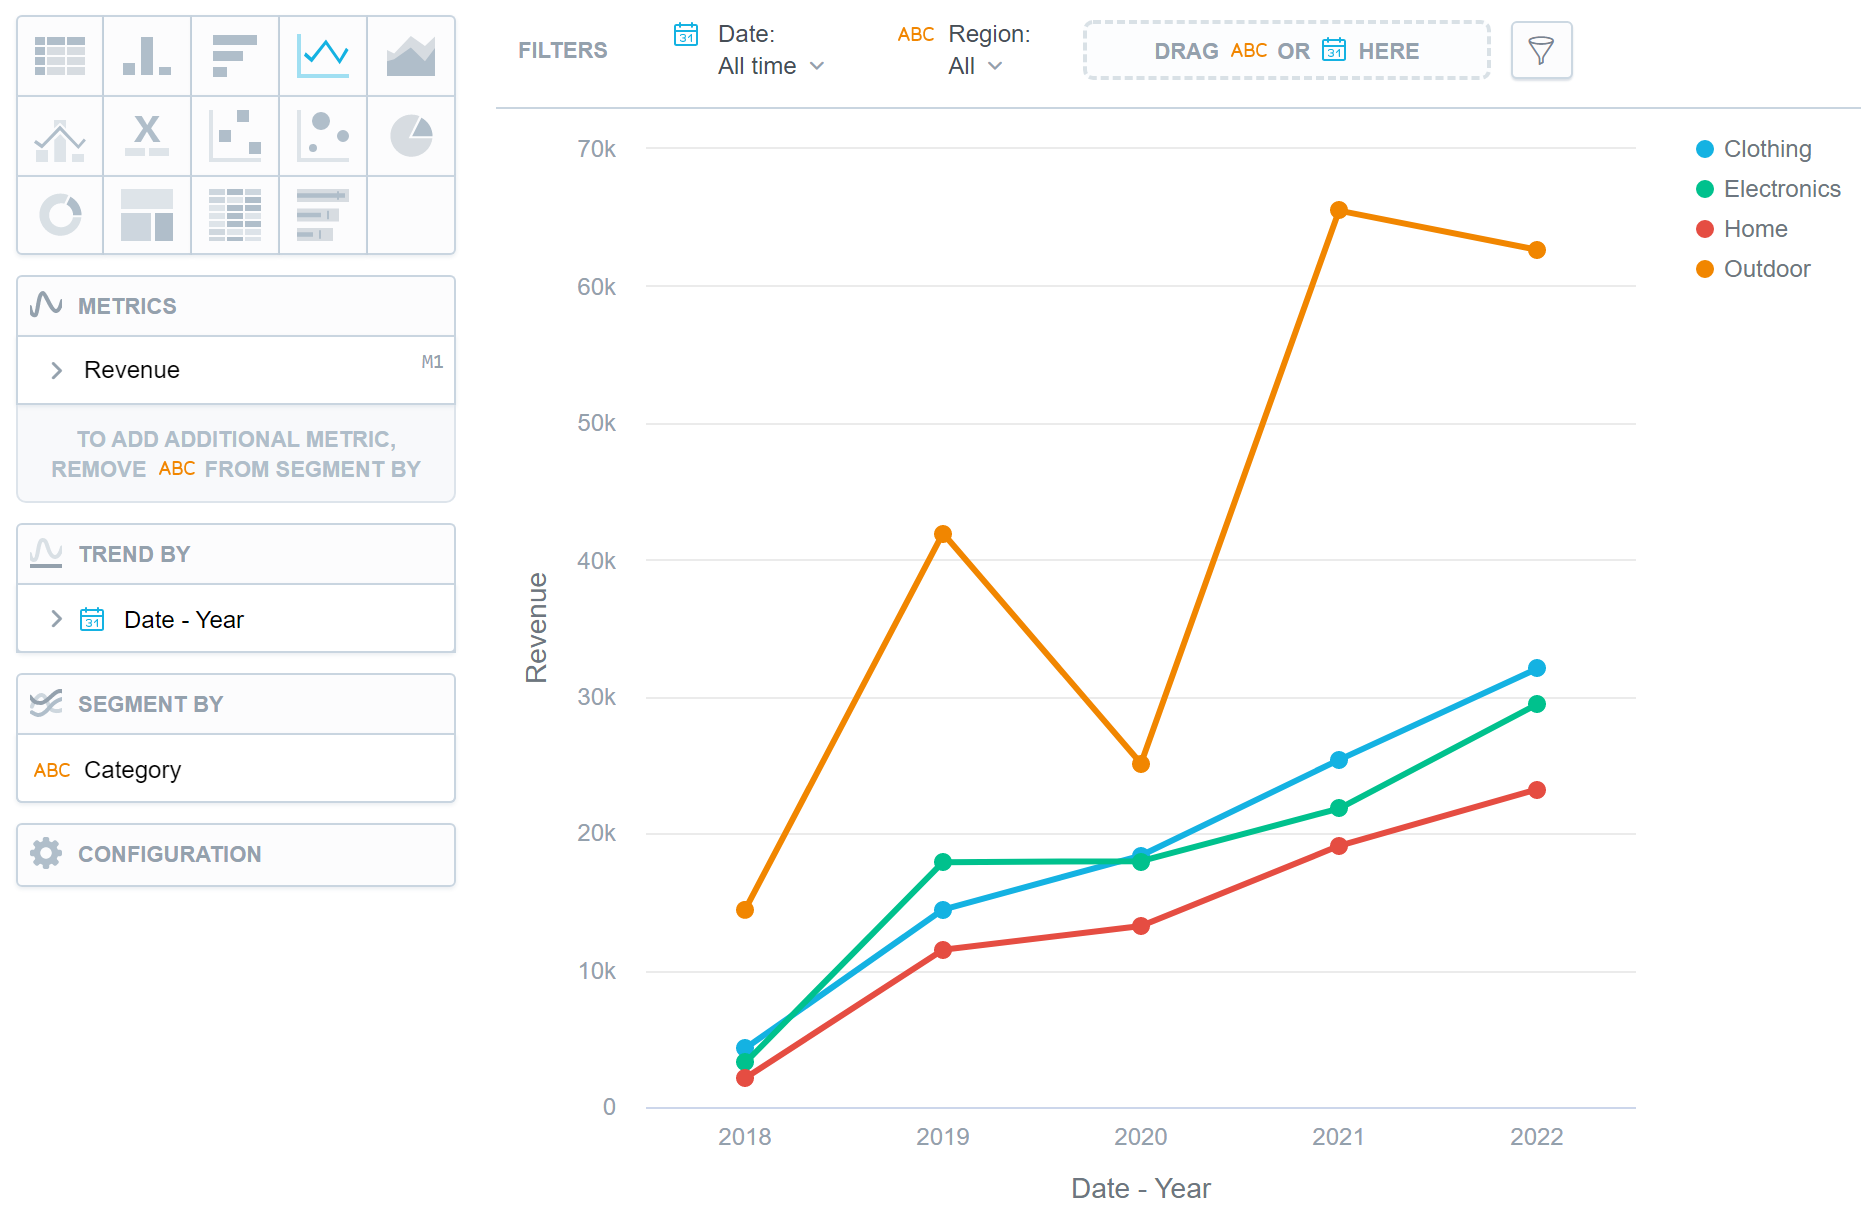 FILTERS
31 Date:
All time
ABC Region:
All
DRAG ABC OR 31 HERE
X
METRICS
Revenue M1
TO ADD ADDITIONAL METRIC,
REMOVE ABC FROM SEGMENT BY
TREND BY
31 Date - Year
SEGMENT BY
ABC Category
CONFIGURATION
70k
60k
50k
40k
30k
20k
10k
0
Revenue
2018 2019 2020 2021 2022
Date - Year
Clothing
Electronics
Home
Outdoor